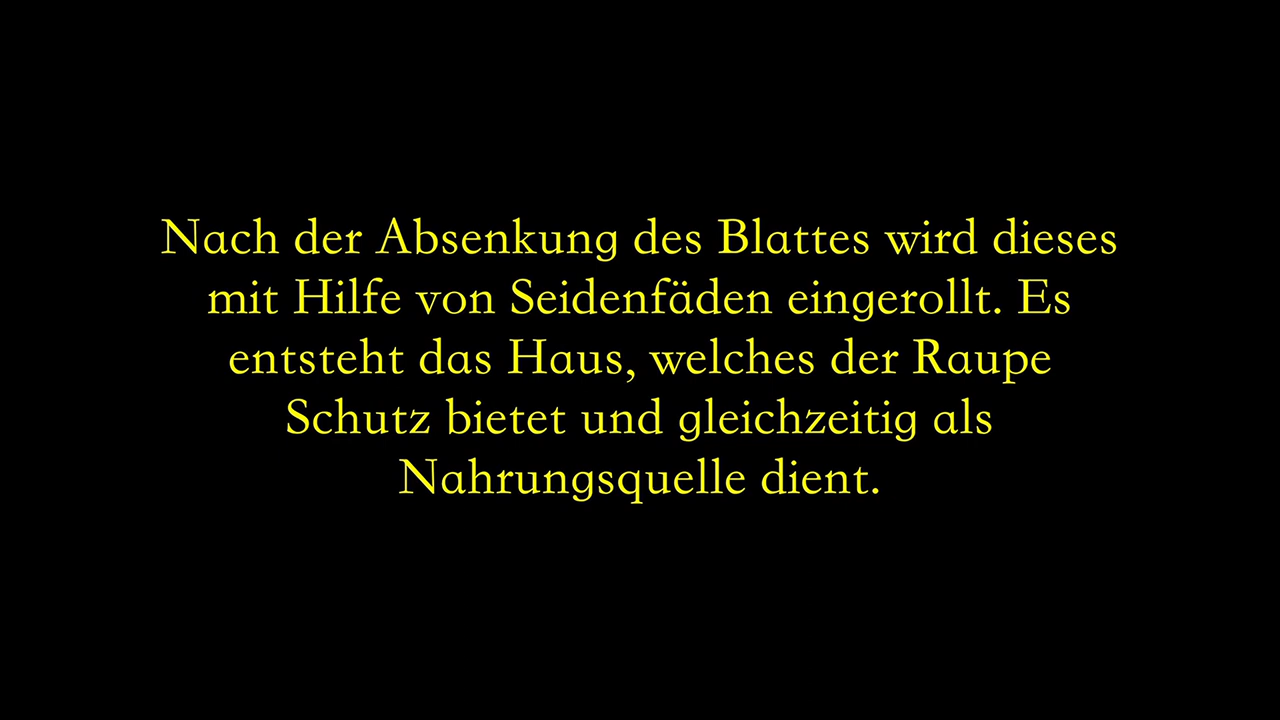 Nach der Absenkung des Blattes wird dieses
mit Hilfe von Seidenfäden eingerollt. Es
entsteht das Haus, welches der Raupe
Schutz bietet und gleichzeitig als
Nahrungsquelle dient.